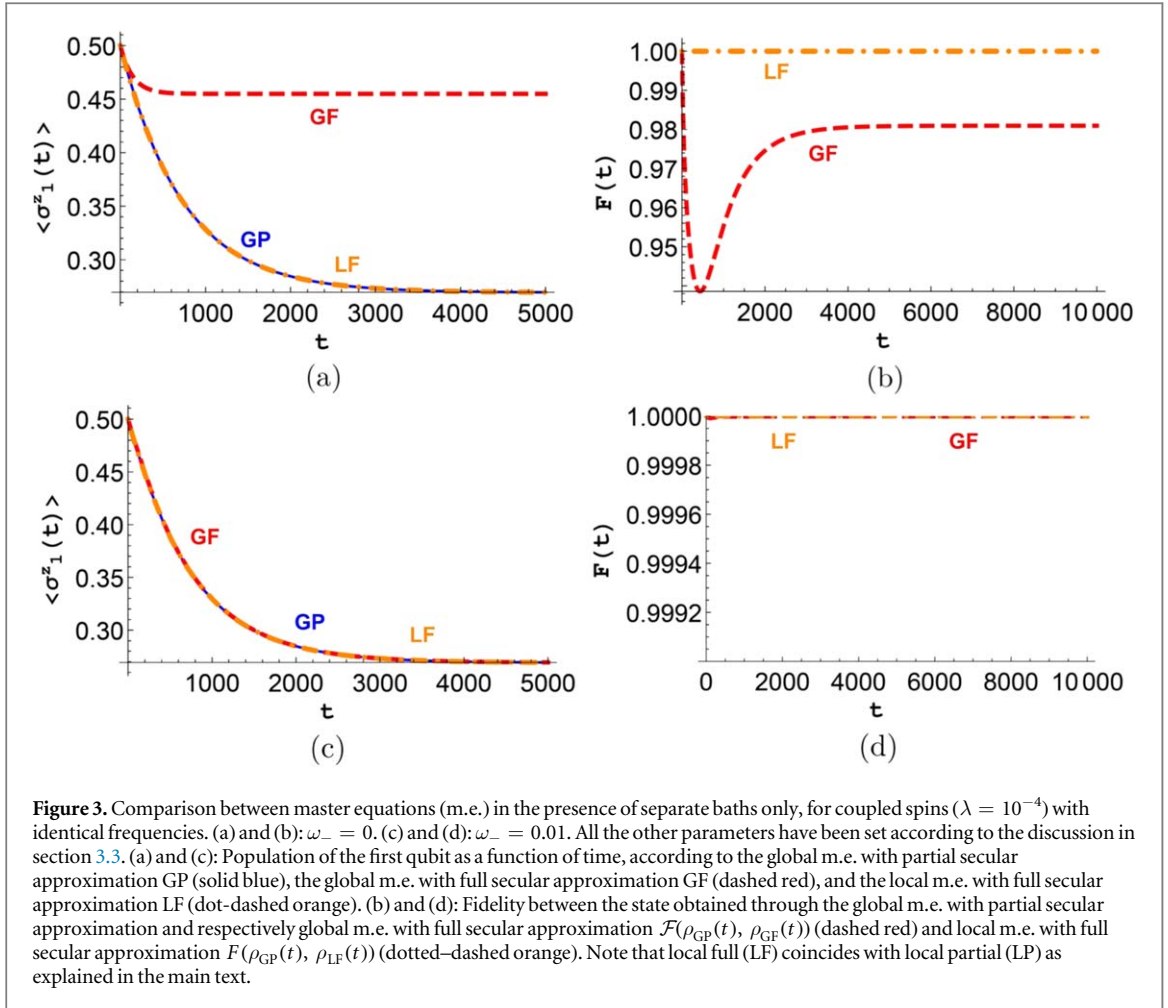 0.50
0.45
0.40
0.35
0.30
<σᶻ₁(t)>
GF
GP
LF
1000 2000 3000 4000 5000
t
(a)
1.00
0.99
0.98
0.97
0.96
0.95
F(t)
LF
GF
2000 4000 6000 8000 10 000
t
(b)
0.50
0.45
0.40
0.35
0.30
<σᶻ₁(t)>
GF
GP
LF
1000 2000 3000 4000 5000
t
(c)
1.0000
0.9998
0.9996
0.9994
0.9992
F(t)
LF
GF
0 2000 4000 6000 8000 10 000
t
(d)
Figure 3. Comparison between master equations (m.e.) in the presence of separate baths only, for coupled spins (λ = 10⁻⁴) with
identical frequencies. (a) and (b): ω₋ = 0. (c) and (d): ω₋ = 0.01. All the other parameters have been set according to the discussion in
section 3.3. (a) and (c): Population of the first qubit as a function of time, according to the global m.e. with partial secular
approximation GP (solid blue), the global m.e. with full secular approximation GF (dashed red), and the local m.e. with full secular
approximation LF (dot-dashed orange). (b) and (d): Fidelity between the state obtained through the global m.e. with partial secular
approximation and respectively global m.e. with full secular approximation ℱ(ρGP(t), ρGF(t)) (dashed red) and local m.e. with full
secular approximation F(ρGP(t), ρLF(t)) (dotted–dashed orange). Note that local full (LF) coincides with local partial (LP) as
explained in the main text.